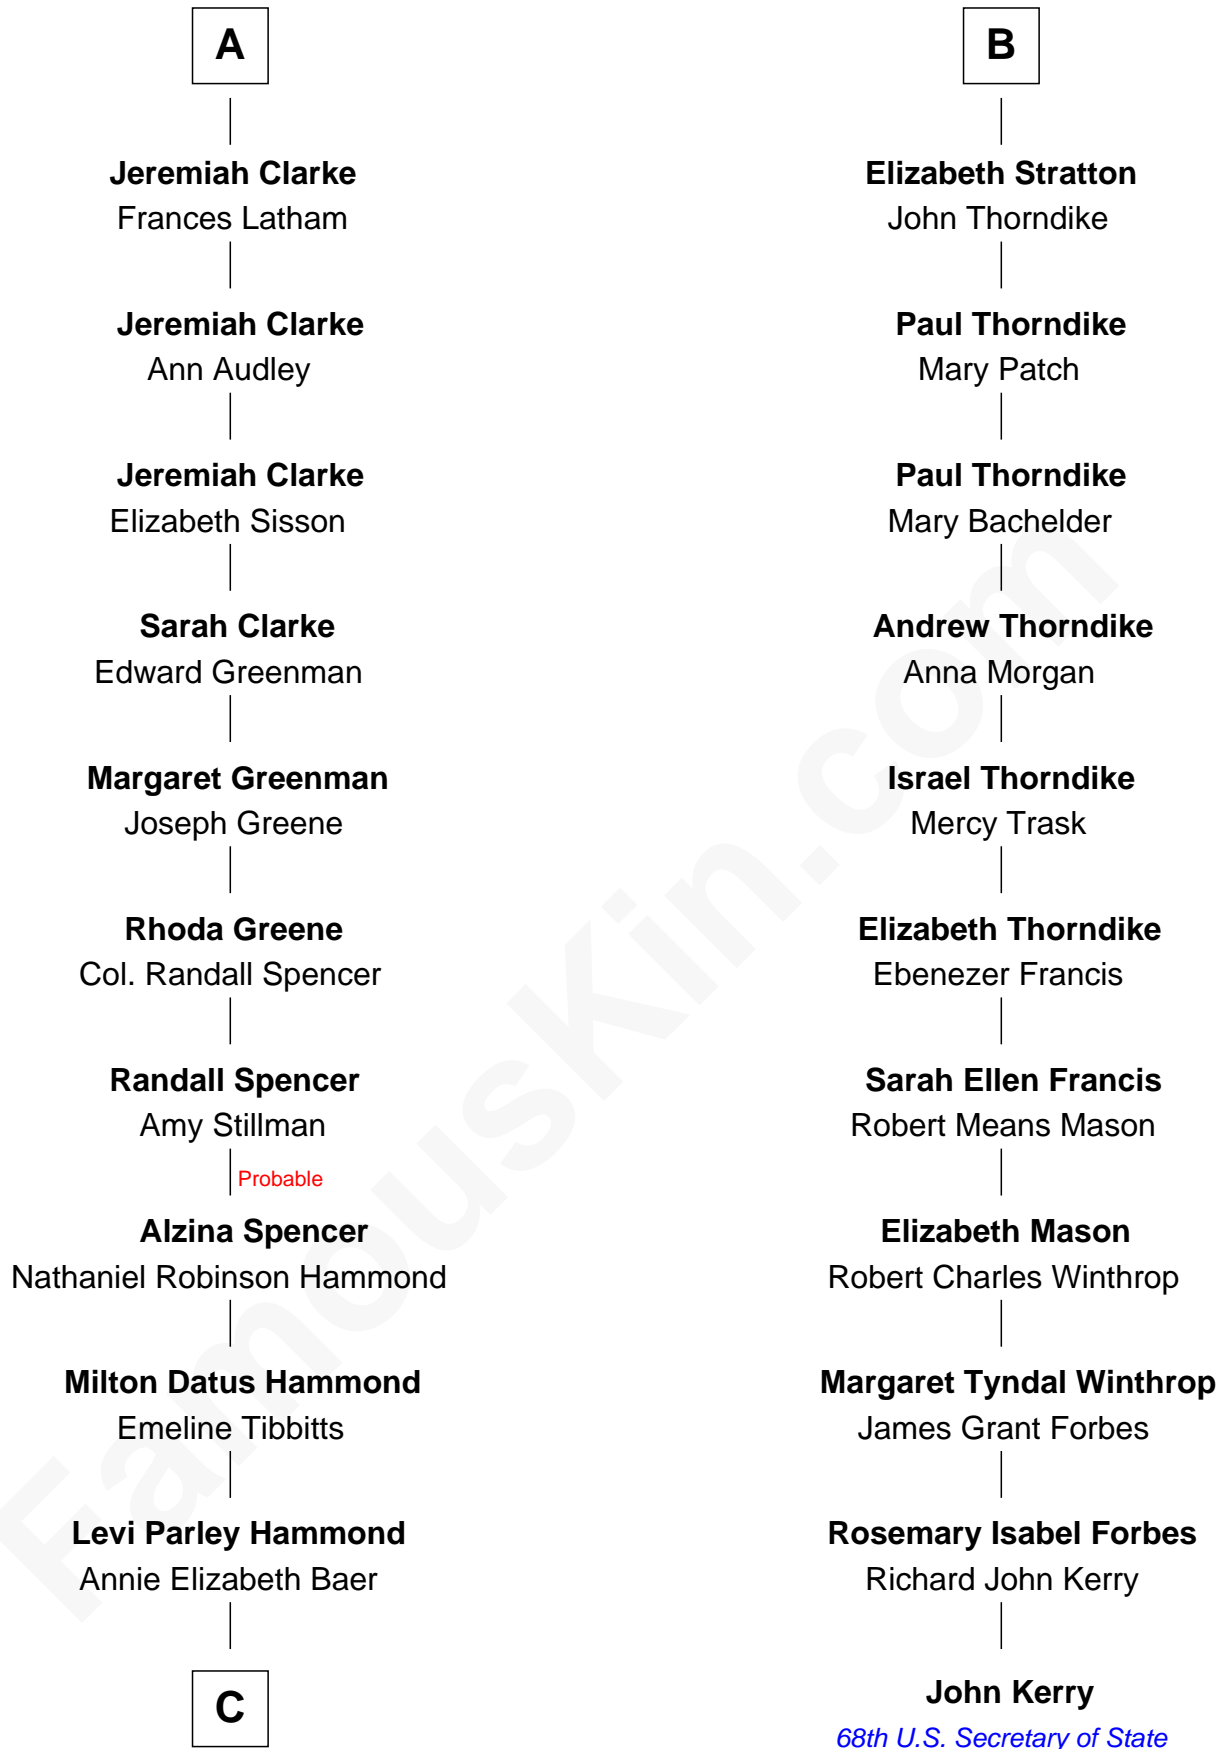 A
Jeremiah Clarke
Frances Latham
Jeremiah Clarke
Ann Audley
Jeremiah Clarke
Elizabeth Sisson
Sarah Clarke
Edward Greenman
Margaret Greenman
Joseph Greene
Rhoda Greene
Col. Randall Spencer
Randall Spencer
Amy Stillman
Probable
Alzina Spencer
Nathaniel Robinson Hammond
Milton Datus Hammond
Emeline Tibbitts
Levi Parley Hammond
Annie Elizabeth Baer
C
B
Elizabeth Stratton
John Thorndike
Paul Thorndike
Mary Patch
Paul Thorndike
Mary Bachelder
Andrew Thorndike
Anna Morgan
Israel Thorndike
Mercy Trask
Elizabeth Thorndike
Ebenezer Francis
Sarah Ellen Francis
Robert Means Mason
Elizabeth Mason
Robert Charles Winthrop
Margaret Tyndal Winthrop
James Grant Forbes
Rosemary Isabel Forbes
Richard John Kerry
John Kerry
68th U.S. Secretary of State
FamousKin.com